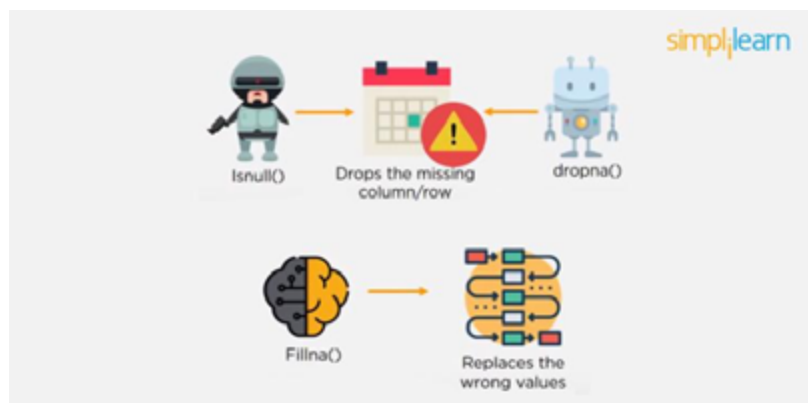 simplilearn
Isnull()
Drops the missing
column/row
dropna()
Fillna()
Replaces the
wrong values